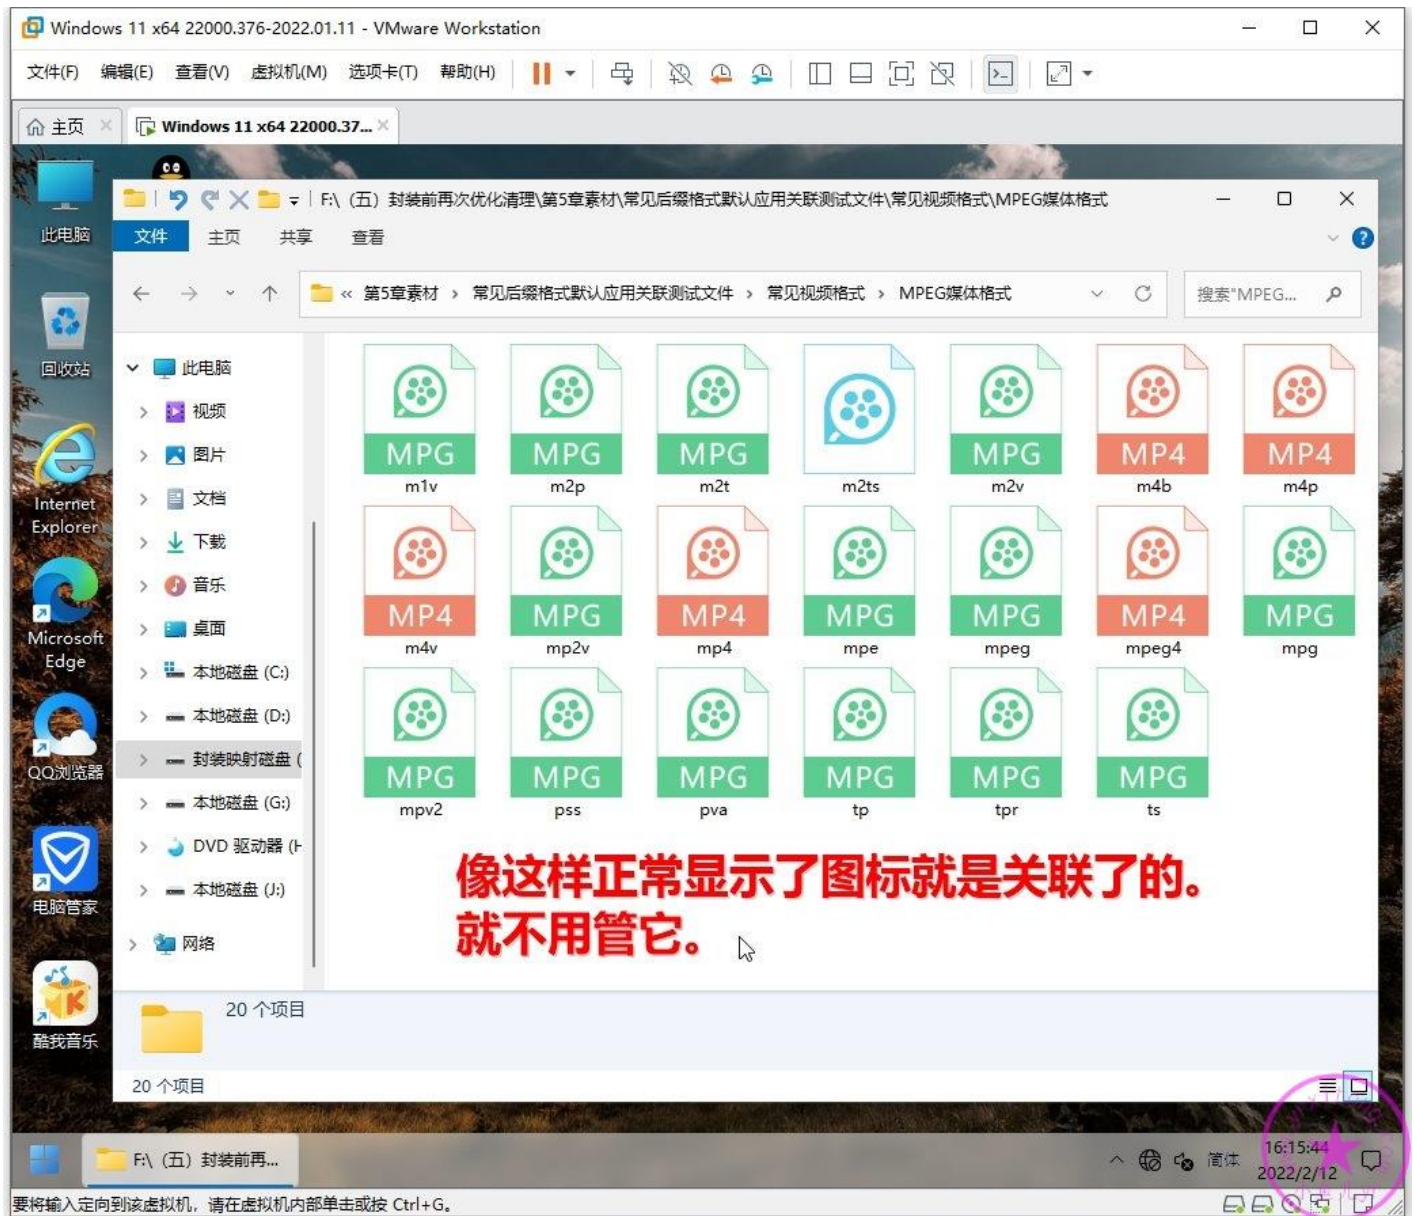 Windows 11 x64 22000.376-2022.01.11 - VMware Workstation
文件(F) 编辑(E) 查看(V) 虚拟机(M) 选项卡(T) 帮助(H)
主页 Windows 11 x64 22000.37...
F:\（五）封装前再次优化清理\第5章素材\常见后缀格式默认应用关联测试文件\常见视频格式\MPEG媒体格式
文件 主页 共享 查看
« 第5章素材 › 常见后缀格式默认应用关联测试文件 › 常见视频格式 › MPEG媒体格式
搜索"MPEG...
此电脑
回收站
Internet
Explorer
Microsoft
Edge
QQ浏览器
电脑管家
酷我音乐
此电脑
视频
图片
文档
下载
音乐
桌面
本地磁盘 (C:)
本地磁盘 (D:)
封装映射磁盘 (
本地磁盘 (G:)
DVD 驱动器 (H
本地磁盘 (J:)
网络
MPG MPG MPG MPG MP4 MP4
m1v m2p m2t m2ts m2v m4b m4p
MP4 MPG MP4 MPG MPG MP4 MPG
m4v mp2v mp4 mpe mpeg mpeg4 mpg
MPG MPG MPG MPG MPG MPG
mpv2 pss pva tp tpr ts
像这样正常显示了图标就是关联了的。
就不用管它。
20 个项目
20 个项目
F:\（五）封装前再...
简体
16:15:44
2022/2/12
要将输入定向到该虚拟机，请在虚拟机内部单击或按 Ctrl+G。